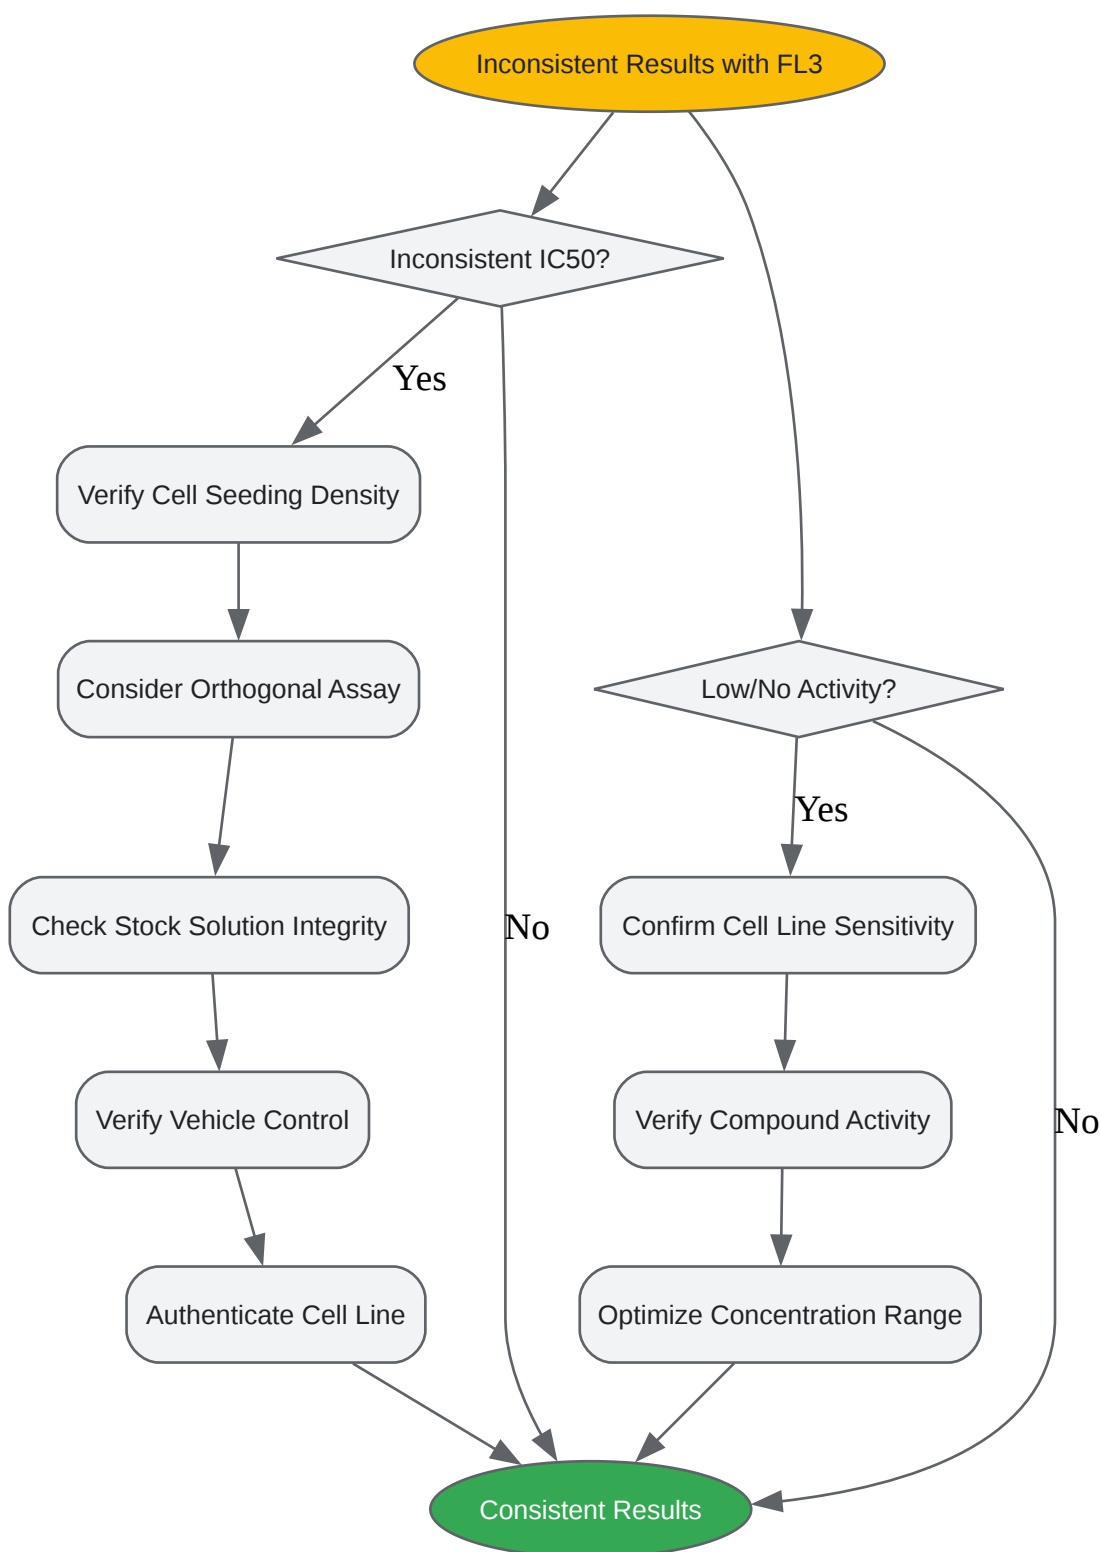 Inconsistent Results with FL3
Inconsistent IC50?
Yes
Verify Cell Seeding Density
Consider Orthogonal Assay
Low/No Activity?
Yes
Check Stock Solution Integrity
No
Confirm Cell Line Sensitivity
Verify Vehicle Control
Verify Compound Activity
No
Authenticate Cell Line
Optimize Concentration Range
Consistent Results